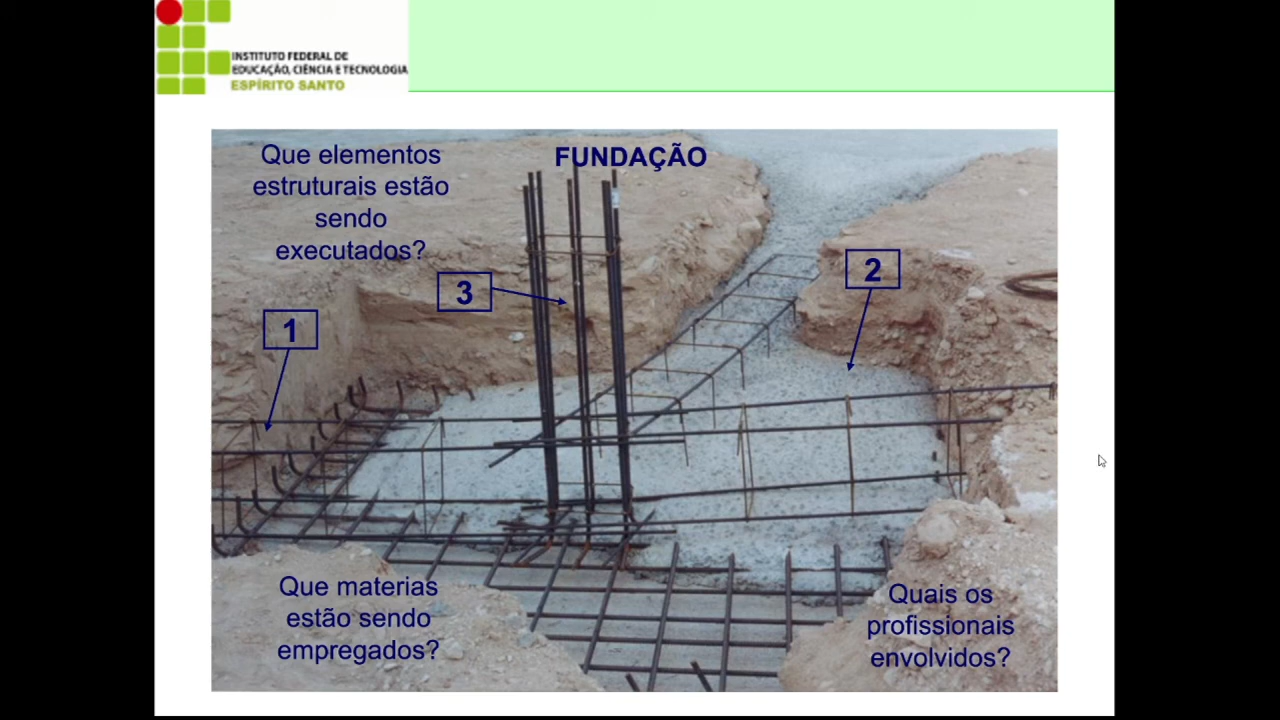 INSTITUTO FEDERAL DE
EDUCAÇÃO, CIÊNCIA E TECNOLOGIA
ESPÍRITO SANTO
Que elementos
estruturais estão
sendo
executados?
FUNDAÇÃO
3
2
1
Que materias
estão sendo
empregados?
Quais os
profissionais
envolvidos?